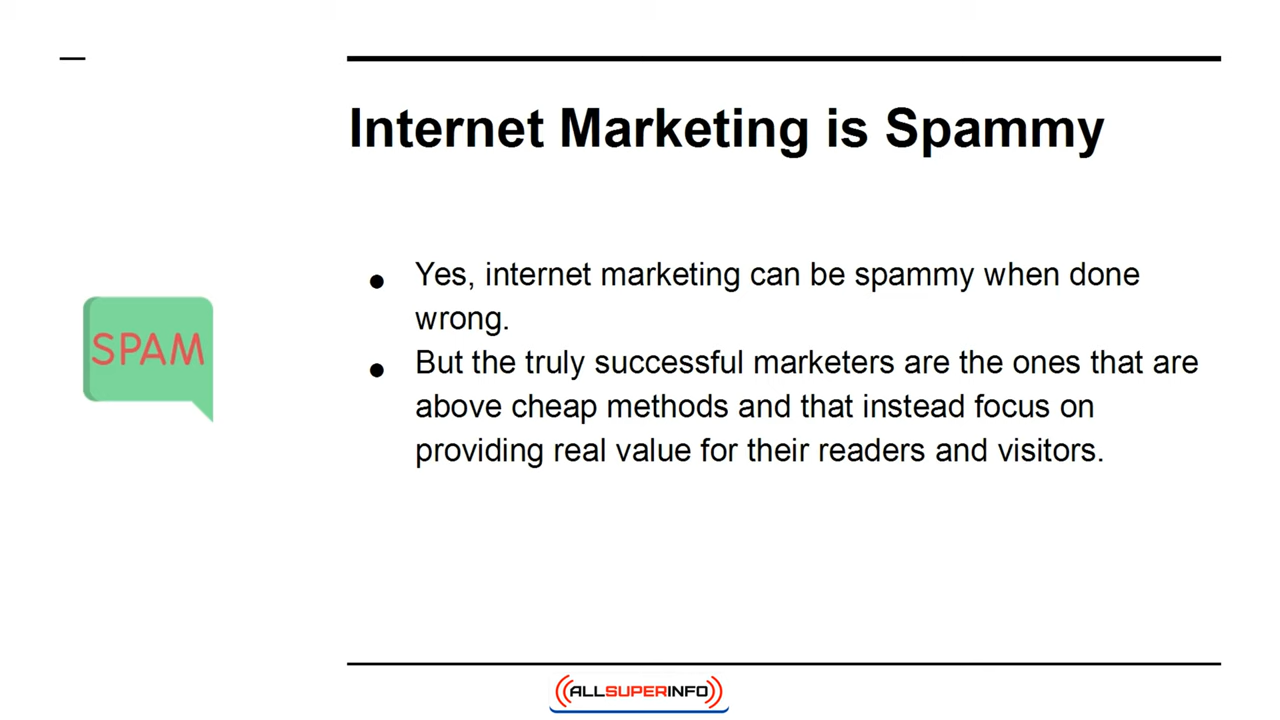 Internet Marketing is Spammy
SPAM
● Yes, internet marketing can be spammy when done
wrong.
● But the truly successful marketers are the ones that are
above cheap methods and that instead focus on
providing real value for their readers and visitors.
ALLSUPERINFO